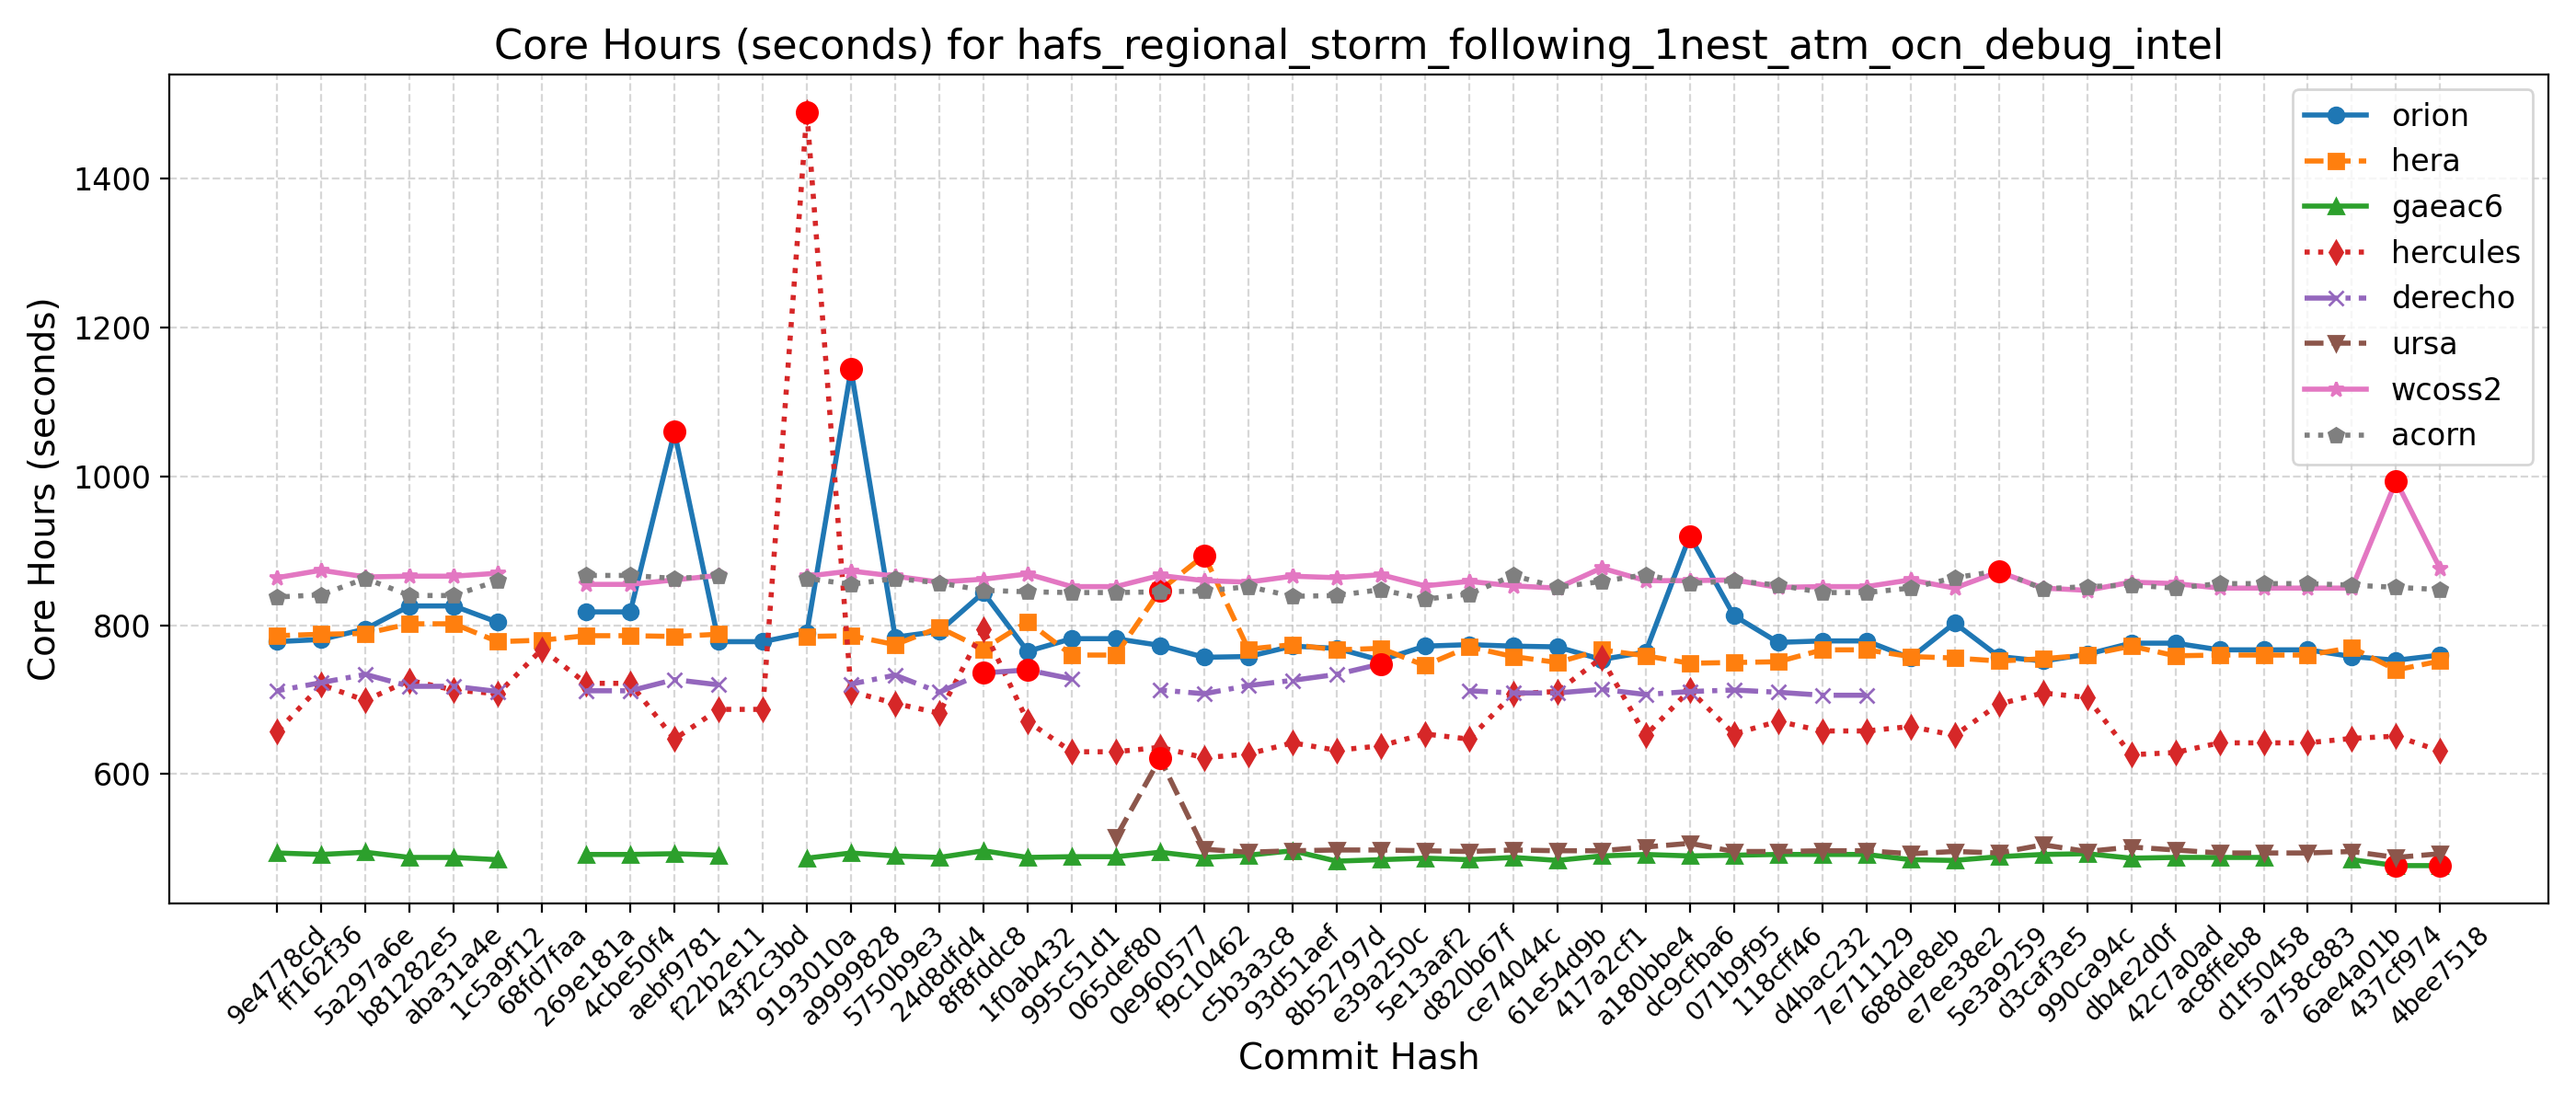 Core Hours (seconds) for hafs_regional_storm_following_1nest_atm_ocn_debug_intel
Core Hours (seconds)
1400
1200
1000
800
600
orion
hera
gaeac6
hercules
derecho
ursa
wcoss2
acorn
9e4778cd
ff162f36
5a297a6e
b81282e5
aba31a4e
1c5a9f12
68fd7faa
269e181a
4cbe50f4
aebf9781
f22b2e11
43f2c3bd
9193010a
a9999828
5750b9e3
24d8dfd4
8f8fddc8
1f0ab432
995c51d1
065def80
0e960577
f9c10462
c5b3a3c8
93d51aef
8b52797d
e39a250c
5e13aaf2
d820b67f
ce74044c
61e54d9b
417a2cf1
a180bbe4
dc9cfba6
071b9f95
118cff46
d4bac232
7e711129
688de8eb
e7ee38e2
5e3a9259
d3caf3e5
990ca94c
db4e2d0f
42c7a0ad
ac8ffeb8
d1f50458
a758c883
6ae4a01b
437cf974
4bee7518
Commit Hash